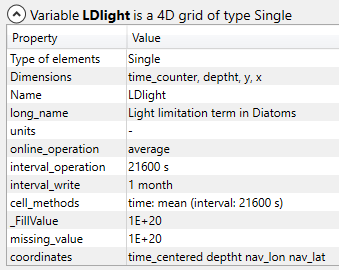 Variable LDlight is a 4D grid of type Single
Property Value
Type of elements Single
Dimensions time_counter, deptht, y, x
Name LDlight
long_name Light limitation term in Diatoms
units -
online_operation average
interval_operation 21600 s
interval_write 1 month
cell_methods time: mean (interval: 21600 s)
_FillValue 1E+20
missing_value 1E+20
coordinates time_centered deptht nav_lon nav_lat